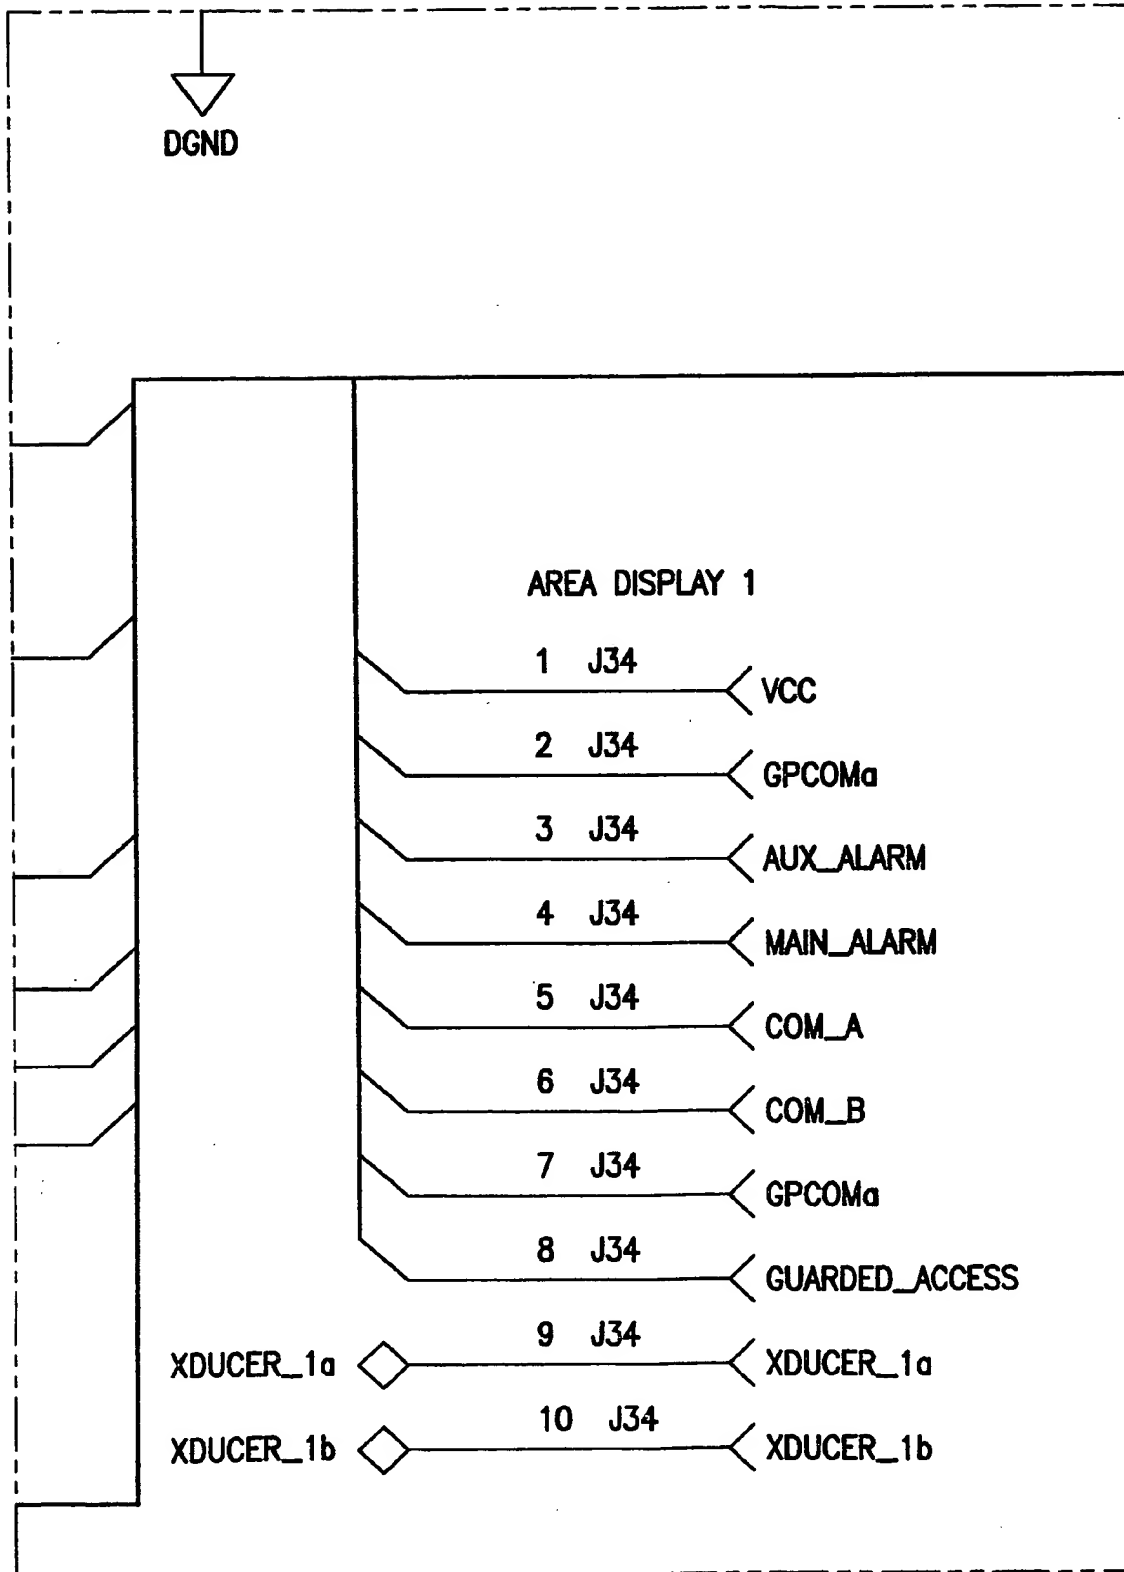 DGND
AREA DISPLAY 1
1 J34
VCC
2 J34
GPCOMa
3 J34
AUX_ALARM
4 J34
MAIN_ALARM
5 J34
COM_A
6 J34
COM_B
7 J34
GPCOMa
8 J34
GUARDED_ACCESS
9 J34
XDUCER_1a XDUCER_1a
10 J34
XDUCER_1b XDUCER_1b